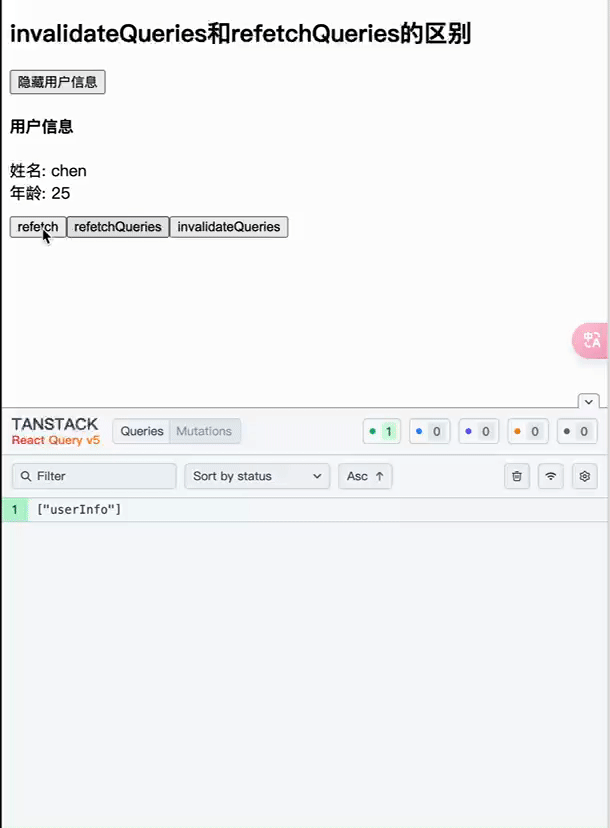 invalidateQueries和refetchQueries的区别
隐藏用户信息
用户信息
姓名: chen
年龄: 25
refetch refetchQueries invalidateQueries
中 A
TANSTACK
React Query v5
Queries Mutations 1 0 0 0 0
Filter Sort by status Asc ↑
1 ["userInfo"]